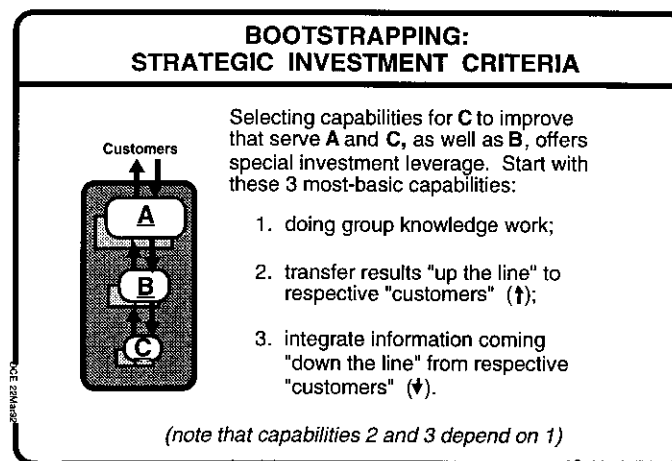 BOOTSTRAPPING:
STRATEGIC INVESTMENT CRITERIA
Customers
A
B
C
Selecting capabilities for C to improve
that serve A and C, as well as B, offers
special investment leverage. Start with
these 3 most-basic capabilities:
1. doing group knowledge work;
2. transfer results "up the line" to
respective "customers" (↑);
3. integrate information coming
"down the line" from respective
"customers" (↓).
(note that capabilities 2 and 3 depend on 1)
DCE 22Mar92